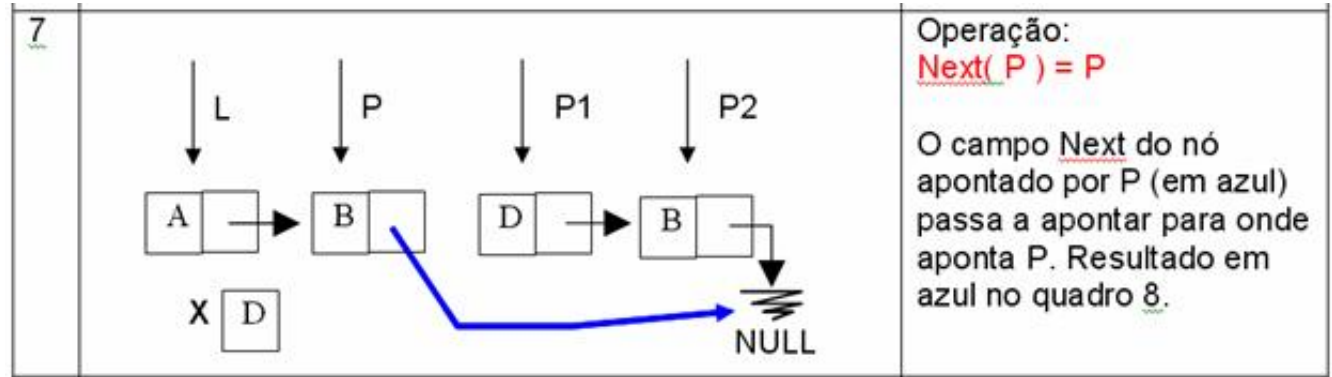 7
L P P1 P2
A B D B
X D
NULL
Operação:
Next( P ) = P
O campo Next do nó
apontado por P (em azul)
passa a apontar para onde
aponta P. Resultado em
azul no quadro 8.